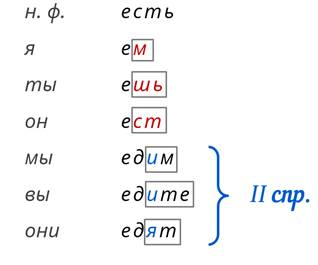 н. ф. есть
я ем
ты ешь
он ест
мы едим
вы едите II спр.
они едят